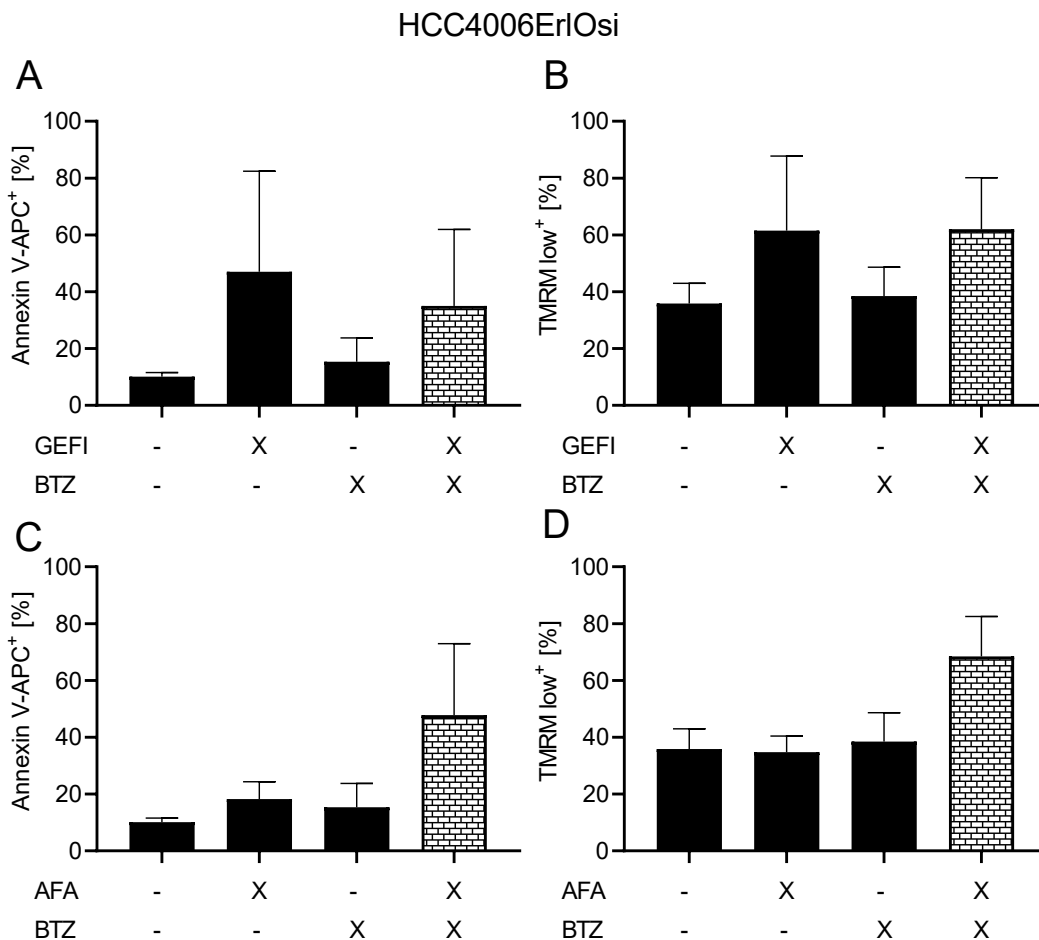 HCC4006ErlOsi
A
Annexin V-APC⁺ [%]
100
80
60
40
20
0
GEFI - X - X
BTZ - - X X
B
TMRM low⁺ [%]
100
80
60
40
20
0
GEFI - X - X
BTZ - - X X
C
Annexin V-APC⁺ [%]
100
80
60
40
20
0
AFA - X - X
BTZ - - X X
D
TMRM low⁺ [%]
100
80
60
40
20
0
AFA - X - X
BTZ - - X X